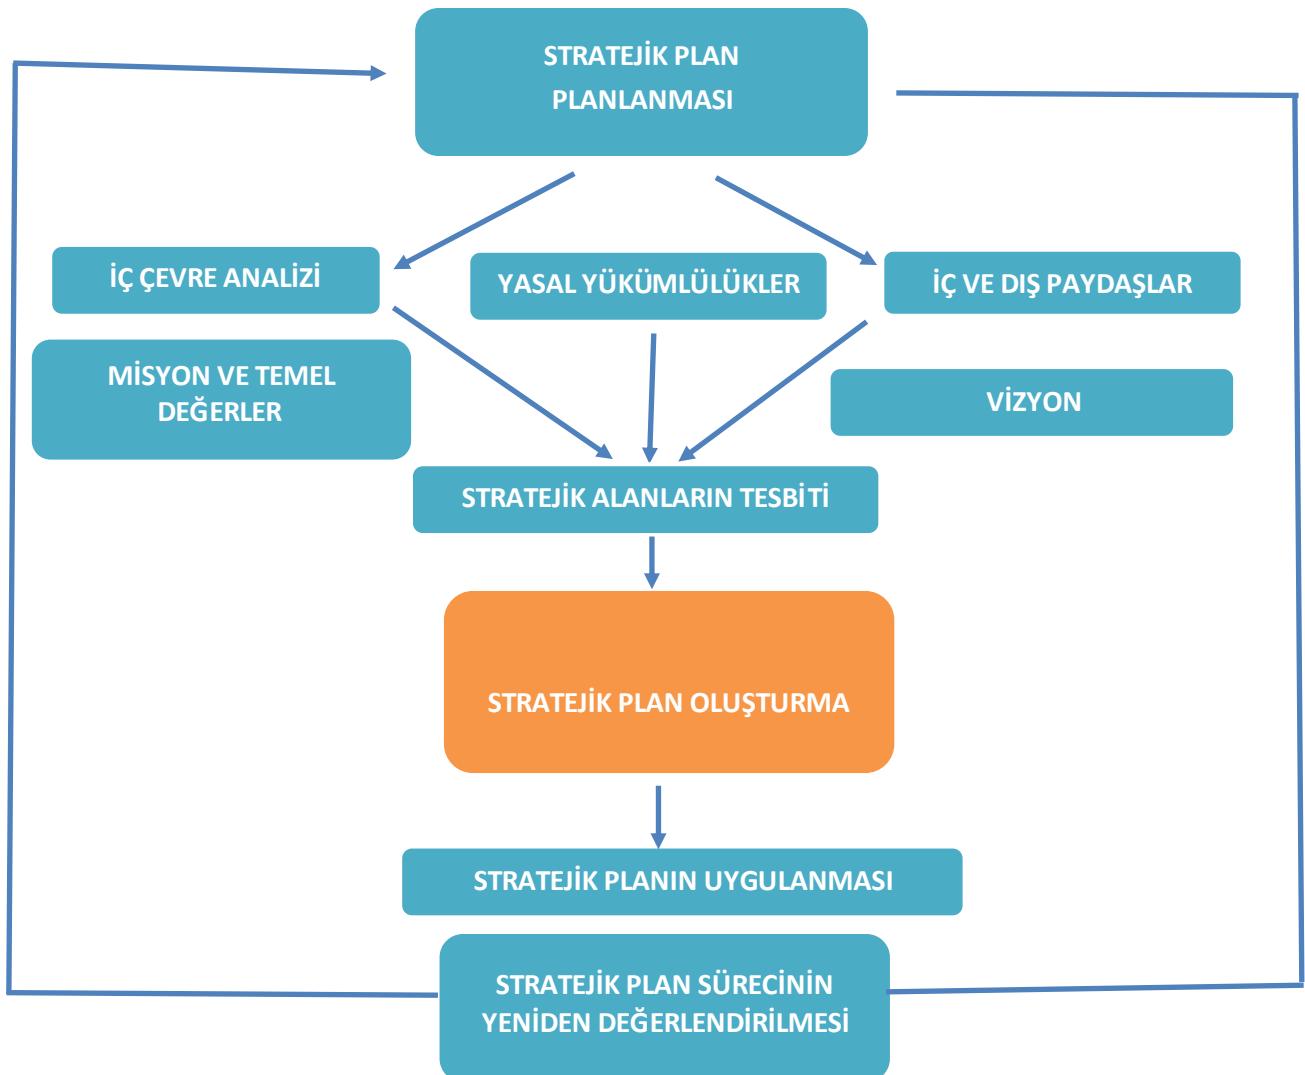 STRATEJİK PLAN
PLANLANMASI
İÇ ÇEVRE ANALİZİ
YASAL YÜKÜMLÜLÜKLER
İÇ VE DIŞ PAYDAŞLAR
MİSYON VE TEMEL
DEĞERLER
VİZYON
STRATEJİK ALANLARIN TESBİTİ
STRATEJİK PLAN OLUŞTURMA
STRATEJİK PLANIN UYGULANMASI
STRATEJİK PLAN SÜRECİNİN
YENİDEN DEĞERLENDİRİLMESİ